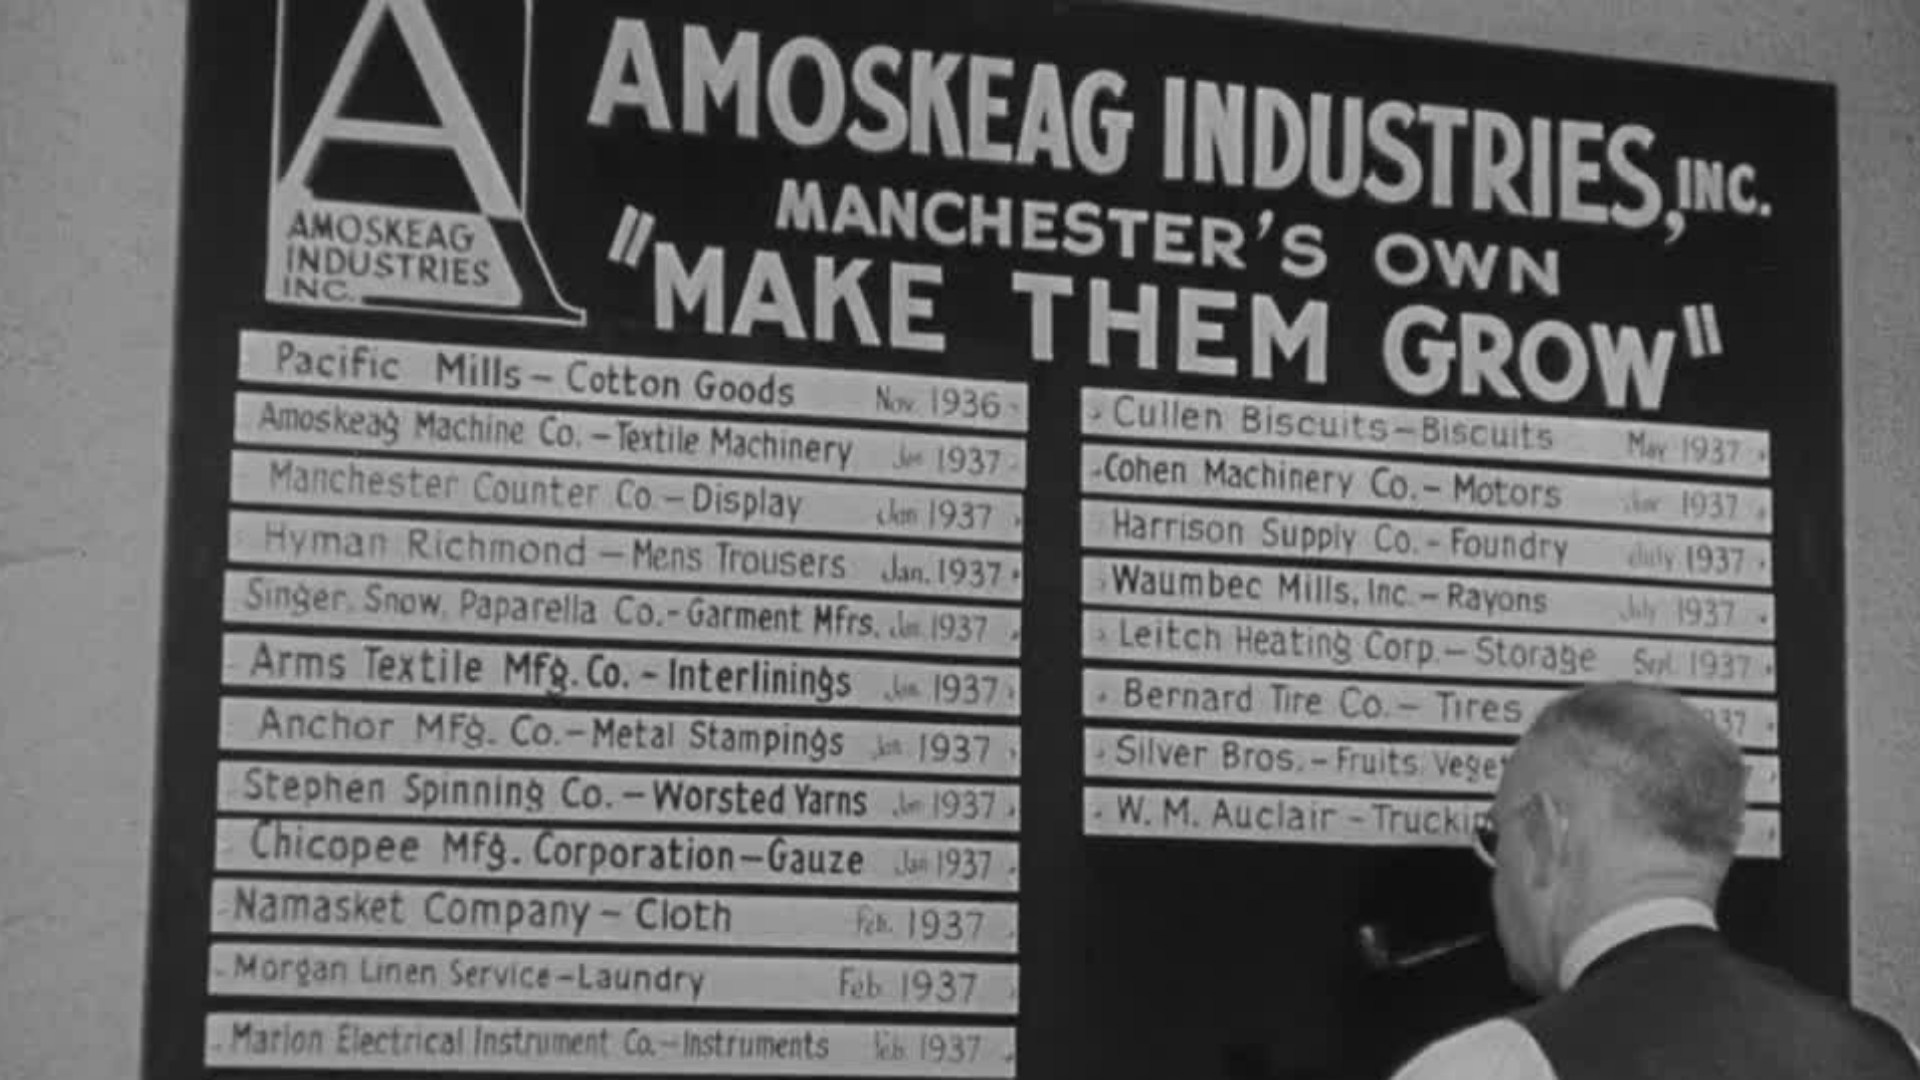 AMOSKEAG INDUSTRIES, INC.
MANCHESTER'S OWN
"MAKE THEM GROW"
AMOSKEAG
INDUSTRIES
INC.
Pacific Mills - Cotton Goods Nov. 1936
Amoskeag Machine Co. - Textile Machinery 1937
Manchester Counter Co - Display Jan 1937
Hyman Richmond - Mens Trousers Jan. 1937
Singer, Snow, Paparella Co. - Garment Mfrs. Jan 1937
Arms Textile Mfg. Co. - Interlinings Jan. 1937
Anchor Mfg. Co. - Metal Stampings Jan 1937
Stephen Spinning Co. - Worsted Yarns Jan 1937
Chicopee Mfg. Corporation - Gauze Jan 1937
Namasket Company - Cloth Feb. 1937
Morgan Linen Service - Laundry Feb 1937
Marion Electrical Instrument Co. - Instruments Feb. 1937
Cullen Biscuits - Biscuits May 1937
Cohen Machinery Co. - Motors 1937
Harrison Supply Co. - Foundry July 1937
Waumbec Mills, Inc. - Rayons July 1937
Leitch Heating Corp. - Storage Sept. 1937
Bernard Tire Co. - Tires 37
Silver Bros. - Fruits
W. M. Auclair -